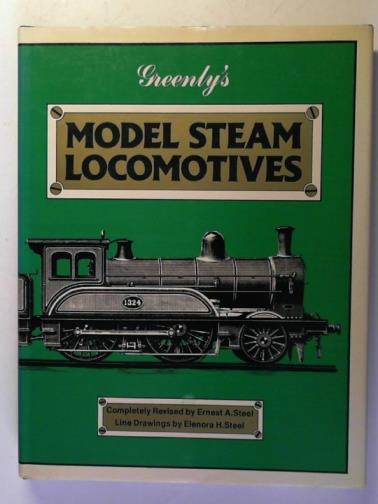 Greenly's
MODEL STEAM
LOCOMOTIVES
1324
Completely Revised by Ernest A.Steel
Line Drawings by Elenora H.Steel